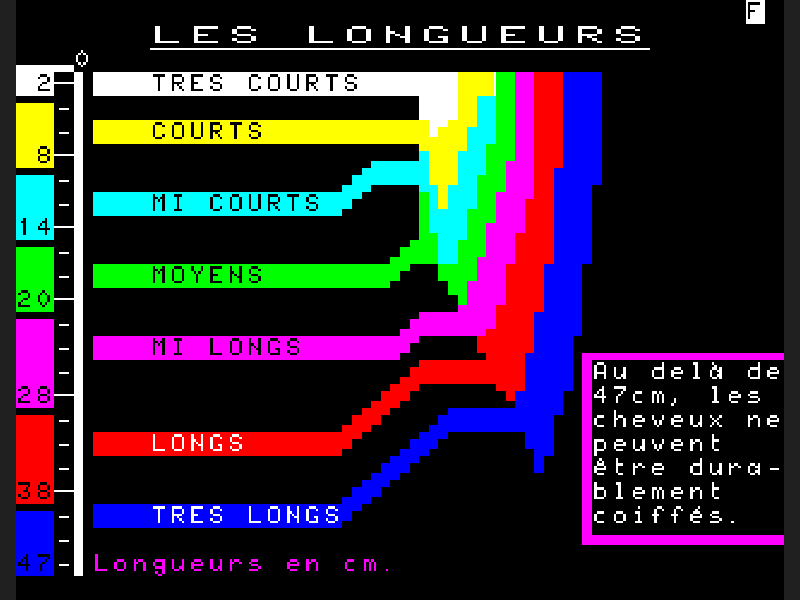 F
LES LONGUEURS
0
2 TRES COURTS
COURTS
8
MI COURTS
14
MOYENS
20
MI LONGS
28
LONGS
38
TRES LONGS
47
Longueurs en cm.
Au delà de
47cm, les
cheveux ne
peuvent
être dura-
blement
coiffés.